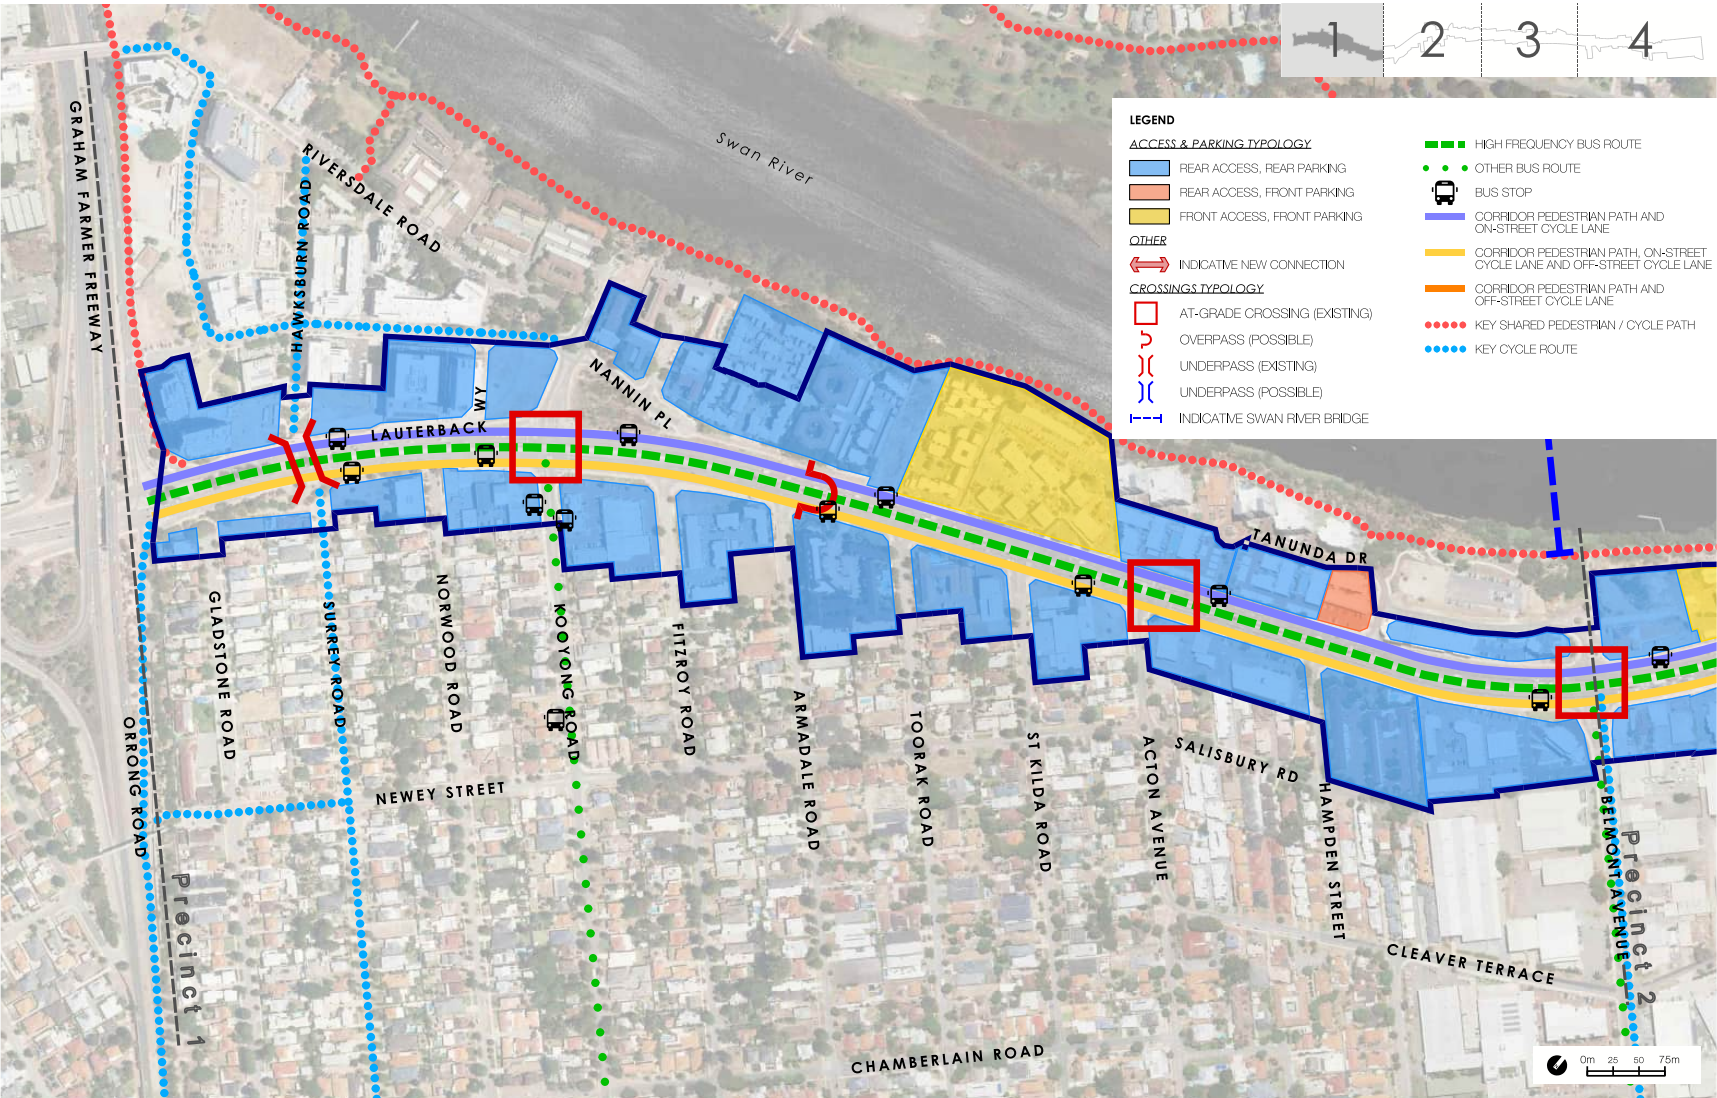 1
2
3
4
LEGEND
ACCESS & PARKING TYPOLOGY
REAR ACCESS, REAR PARKING
REAR ACCESS, FRONT PARKING
FRONT ACCESS, FRONT PARKING
OTHER
INDICATIVE NEW CONNECTION
CROSSINGS TYPOLOGY
AT-GRADE CROSSING (EXISTING)
OVERPASS (POSSIBLE)
UNDERPASS (EXISTING)
UNDERPASS (POSSIBLE)
INDICATIVE SWAN RIVER BRIDGE
HIGH FREQUENCY BUS ROUTE
OTHER BUS ROUTE
BUS STOP
CORRIDOR PEDESTRIAN PATH AND
ON-STREET CYCLE LANE
CORRIDOR PEDESTRIAN PATH, ON-STREET
CYCLE LANE AND OFF-STREET CYCLE LANE
CORRIDOR PEDESTRIAN PATH AND
OFF-STREET CYCLE LANE
KEY SHARED PEDESTRIAN / CYCLE PATH
KEY CYCLE ROUTE
Swan River
GRAHAM FARMER FREEWAY
RIVERSDALE ROAD
HAWKSBURN ROAD
NANNIN PL
WY
LAUTERBACK
TANUNDA DR
GLADSTONE ROAD
SURREY ROAD
NORWOOD ROAD
KOOYONG ROAD
FITZROY ROAD
ARMADALE ROAD
TOORAK ROAD
ST KILDA ROAD
ACTON AVENUE
SALISBURY RD
HAMPDEN STREET
BELMONT AVENUE
ORRONG ROAD
NEWEY STREET
CLEAVER TERRACE
CHAMBERLAIN ROAD
Precinct 1
Precinct 2
0m 25 50 75m